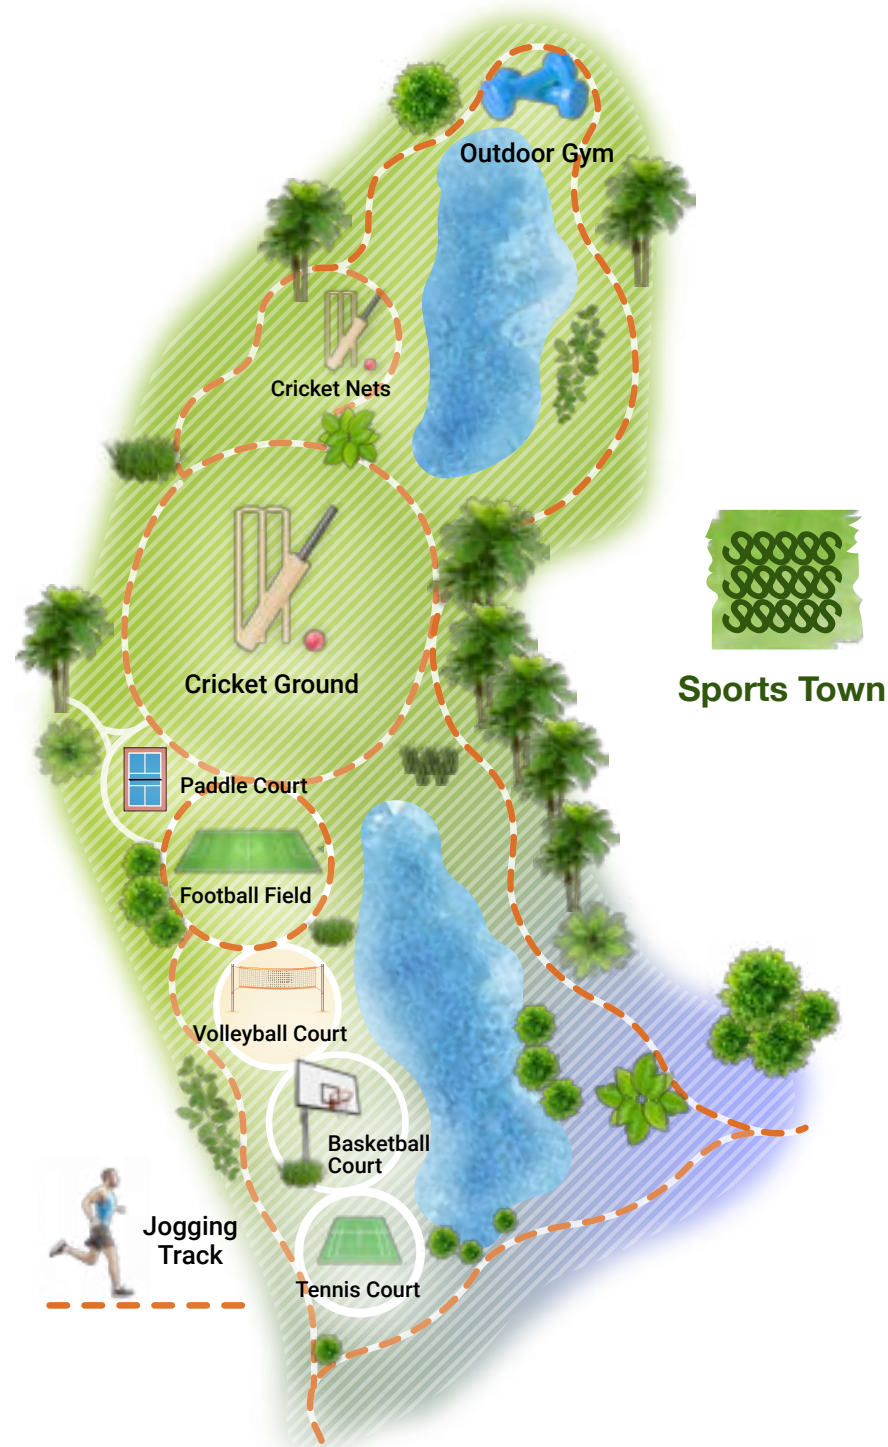 Outdoor Gym
Cricket Nets
Cricket Ground
Sports Town
Paddle Court
Football Field
Volleyball Court
Basketball
Court
Jogging
Track
Tennis Court